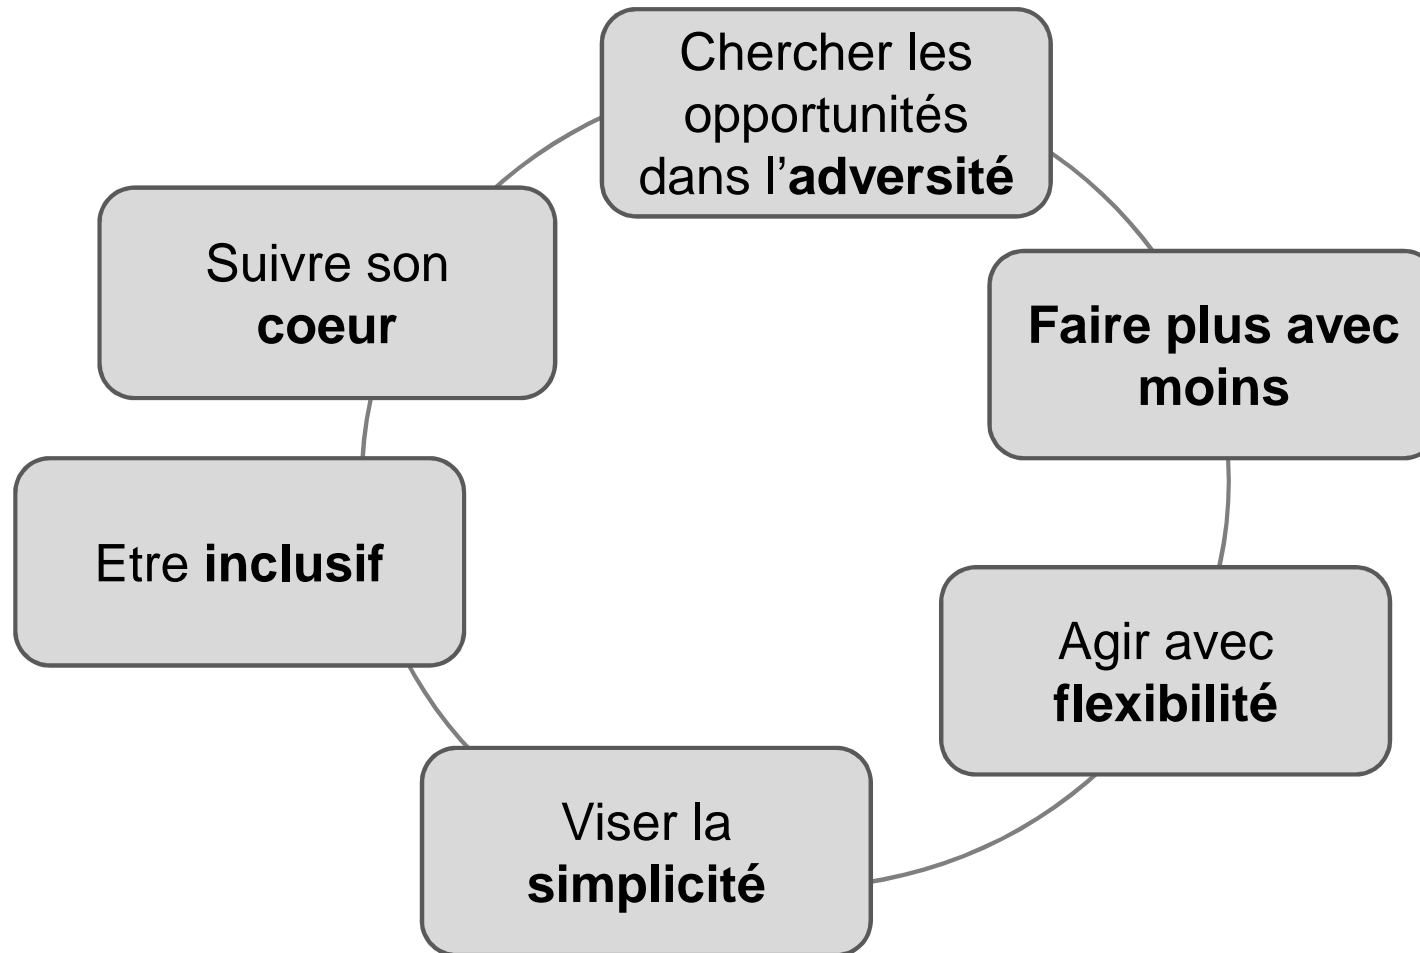 Chercher les
opportunités
dans l’adversité
Faire plus avec
moins
Agir avec
flexibilité
Viser la
simplicité
Etre inclusif
Suivre son
coeur